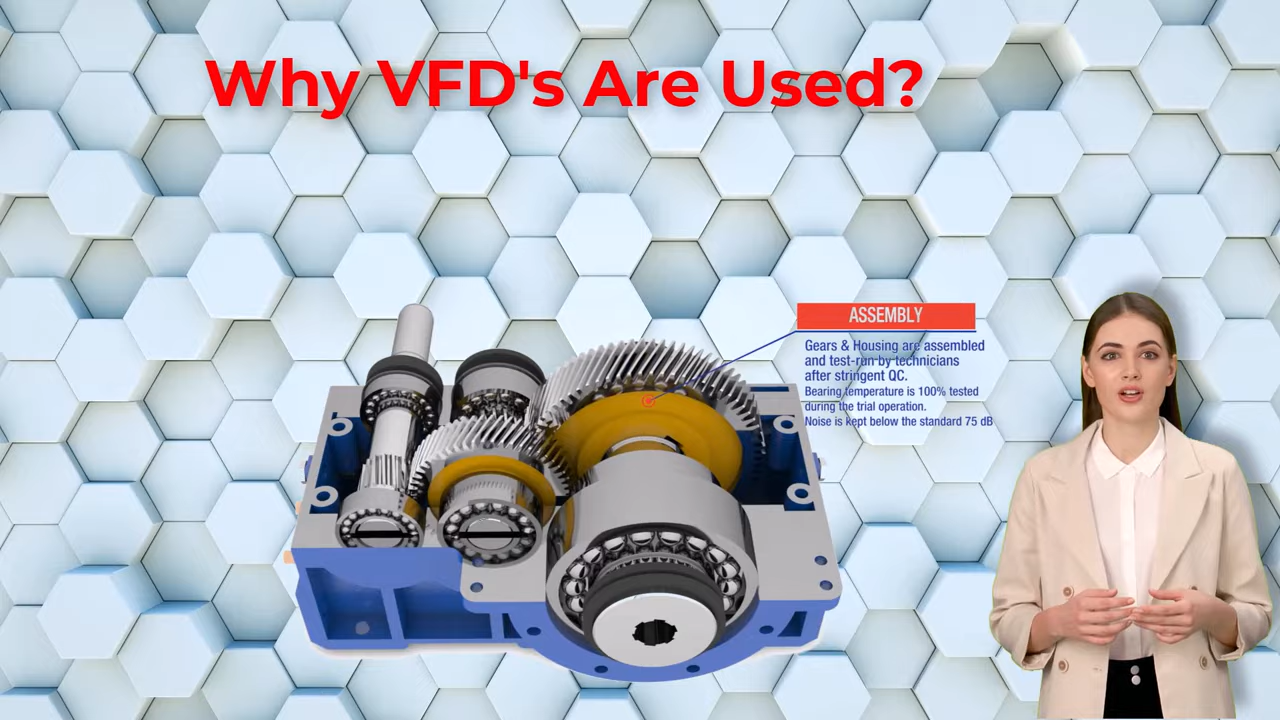 Why VFD's Are Used?
ASSEMBLY
Gears & Housing are assembled
and test-run-by-technicians
after stringent QC.
Bearing temperature is 100% tested
during the trial operation.
Noise is kept below the standard 75 dB